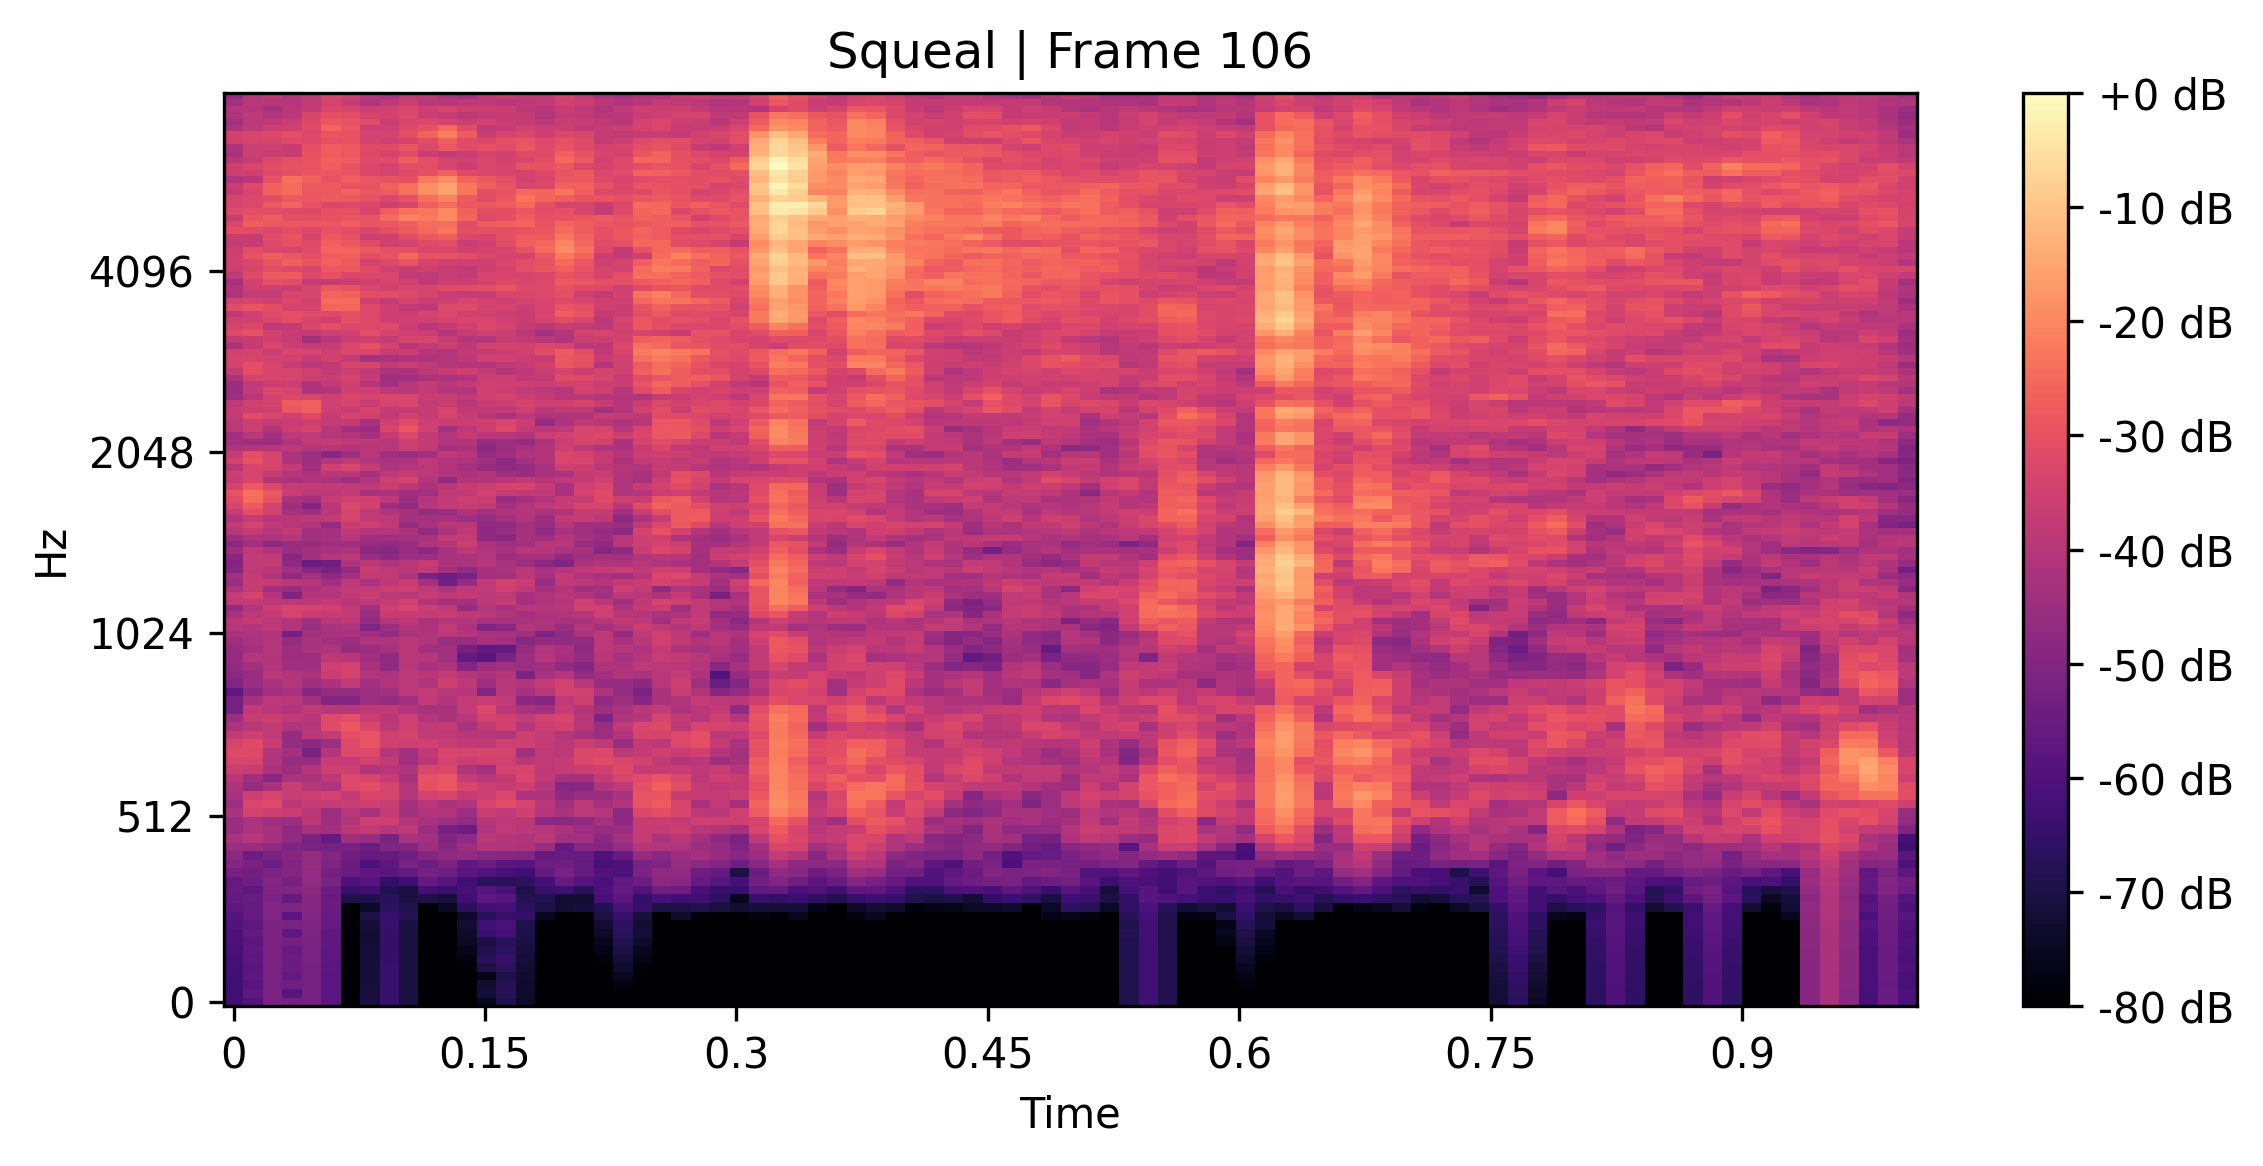 Squeal | Frame 106
+0 dB
-10 dB
-20 dB
-30 dB
-40 dB
-50 dB
-60 dB
-70 dB
-80 dB
Hz
4096
2048
1024
512
0
0
0.15
0.3
0.45
0.6
0.75
0.9
Time